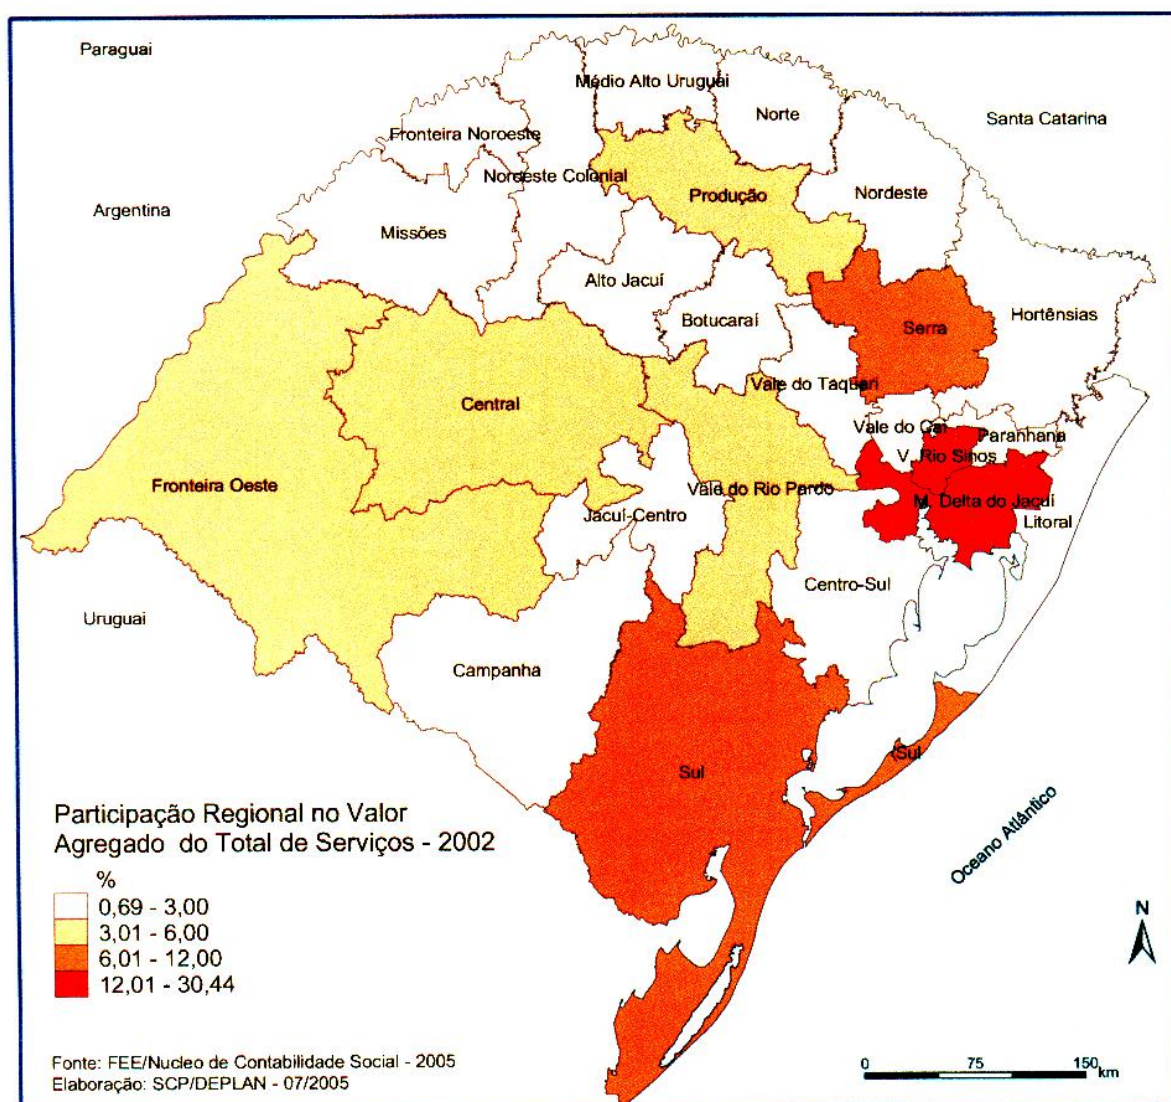 Paraguai
Médio Alto Uruguai
Norte
Santa Catarina
Fronteira Noroeste
Noroeste Colonial
Produção
Nordeste
Argentina
Missões
Alto Jacuí
Botucaraí
Hortênsias
Serra
Vale do Taquari
Central
Vale do Caí
Paranhana
V. Rio Sinos
Fronteira Oeste
Vale do Rio Pardo
M. Delta do Jacuí
Jacuí-Centro
Litoral
Centro-Sul
Uruguai
Campanha
Sul
(Sul
Oceano Atlântico
Participação Regional no Valor
Agregado do Total de Serviços - 2002
%
0,69 - 3,00
3,01 - 6,00
6,01 - 12,00
12,01 - 30,44
N
Fonte: FEE/Nucleo de Contabilidade Social - 2005
Elaboração: SCP/DEPLAN - 07/2005
0 75 150
km